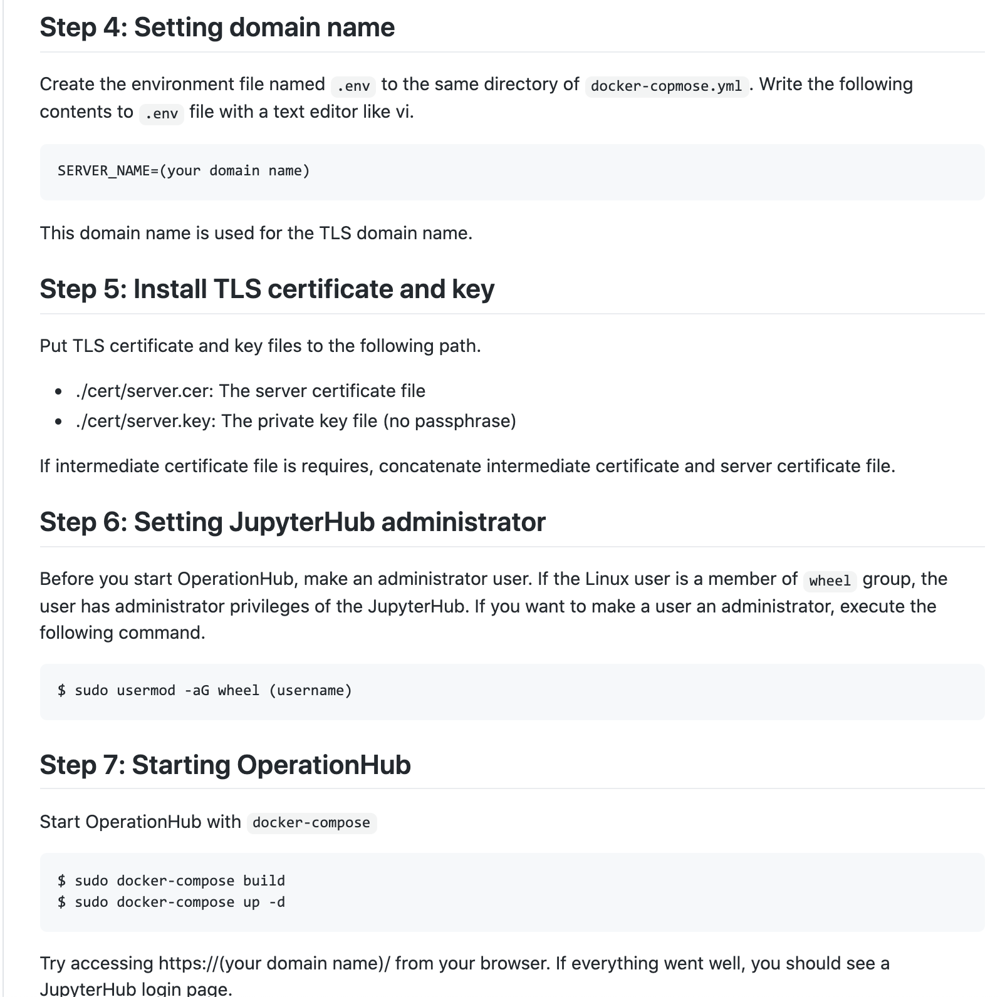 Step 4: Setting domain name
Create the environment file named .env to the same directory of docker-copmose.yml. Write the following
contents to .env file with a text editor like vi.
SERVER_NAME=(your domain name)
This domain name is used for the TLS domain name.
Step 5: Install TLS certificate and key
Put TLS certificate and key files to the following path.
• ./cert/server.cer: The server certificate file
• ./cert/server.key: The private key file (no passphrase)
If intermediate certificate file is requires, concatenate intermediate certificate and server certificate file.
Step 6: Setting JupyterHub administrator
Before you start OperationHub, make an administrator user. If the Linux user is a member of wheel group, the
user has administrator privileges of the JupyterHub. If you want to make a user an administrator, execute the
following command.
$ sudo usermod -aG wheel (username)
Step 7: Starting OperationHub
Start OperationHub with docker-compose
$ sudo docker-compose build
$ sudo docker-compose up -d
Try accessing https://(your domain name)/ from your browser. If everything went well, you should see a
JupyterHub login page.